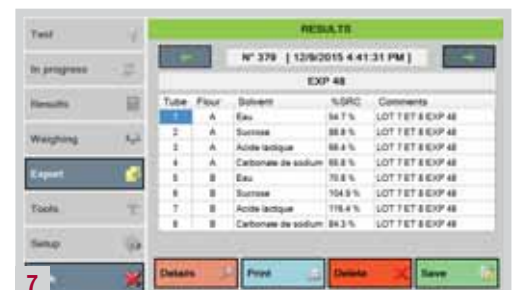 Test
In progress
Results
Weighing
Export
Tools
Setup
7
RESULTS
N° 379 [ 12/9/2015 4:41:31 PM ]
EXP 48
Tube Flour Solvent %SRC Comments
1 A Eau 64.7 % LOT 7 ET 8 EXP 48
2 A Sucrose 88.8 % LOT 7 ET 8 EXP 48
3 A Acide lactique 88.4 % LOT 7 ET 8 EXP 48
4 A Carbonate de sodium LOT 7 ET 8 EXP 48
5 B Eau 70.8 % LOT 7 ET 8 EXP 48
6 B Sucrose 104.9 % LOT 7 ET 8 EXP 48
7 B Acide lactique 116.4 % LOT 7 ET 8 EXP 48
8 B Carbonate de sodium 84.3 % LOT 7 ET 8 EXP 48
Details Print Delete Save